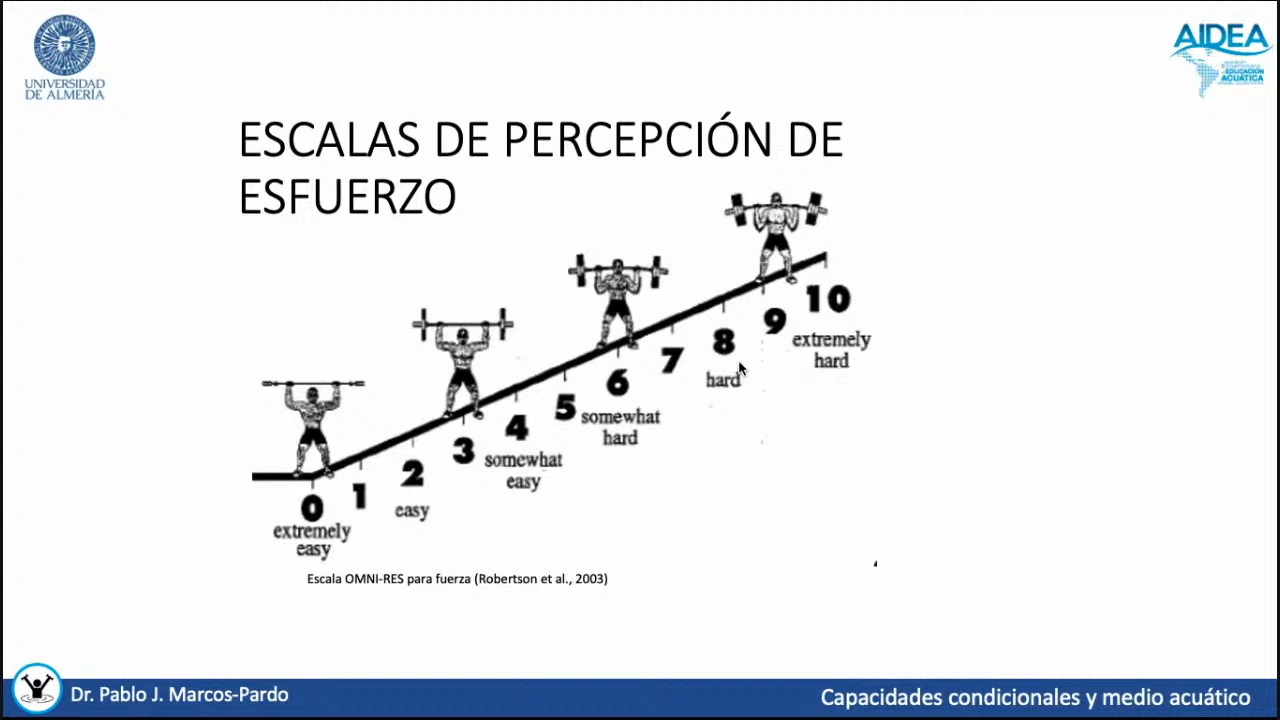 UNIVERSIDAD
DE ALMERÍA
AIDEA
EDUCACIÓN
ACUÁTICA
ESCALAS DE PERCEPCIÓN DE
ESFUERZO
0
extremely
easy
1
2
easy
3
4
somewhat
easy
5
6
somewhat
hard
7
8
hard
9
10
extremely
hard
Escala OMNI-RES para fuerza (Robertson et al., 2003)
Dr. Pablo J. Marcos-Pardo
Capacidades condicionales y medio acuático